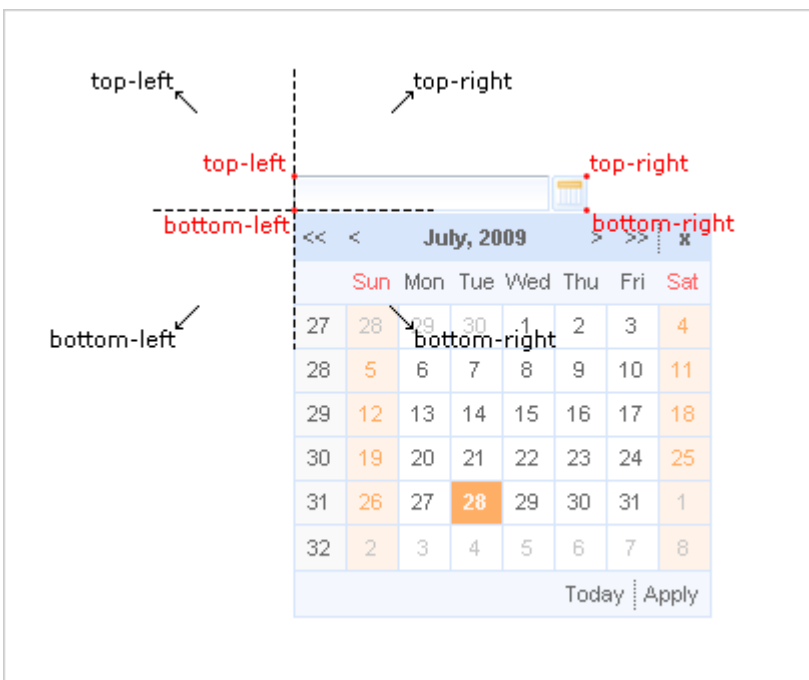 top-left top-right
top-left top-right
bottom-left bottom-right
<< < July, 2009 > >> x
Sun Mon Tue Wed Thu Fri Sat
27 28 29 30 1 2 3 4
bottom-left bottom-right
28 5 6 7 8 9 10 11
29 12 13 14 15 16 17 18
30 19 20 21 22 23 24 25
31 26 27 28 29 30 31 1
32 2 3 4 5 6 7 8
Today Apply